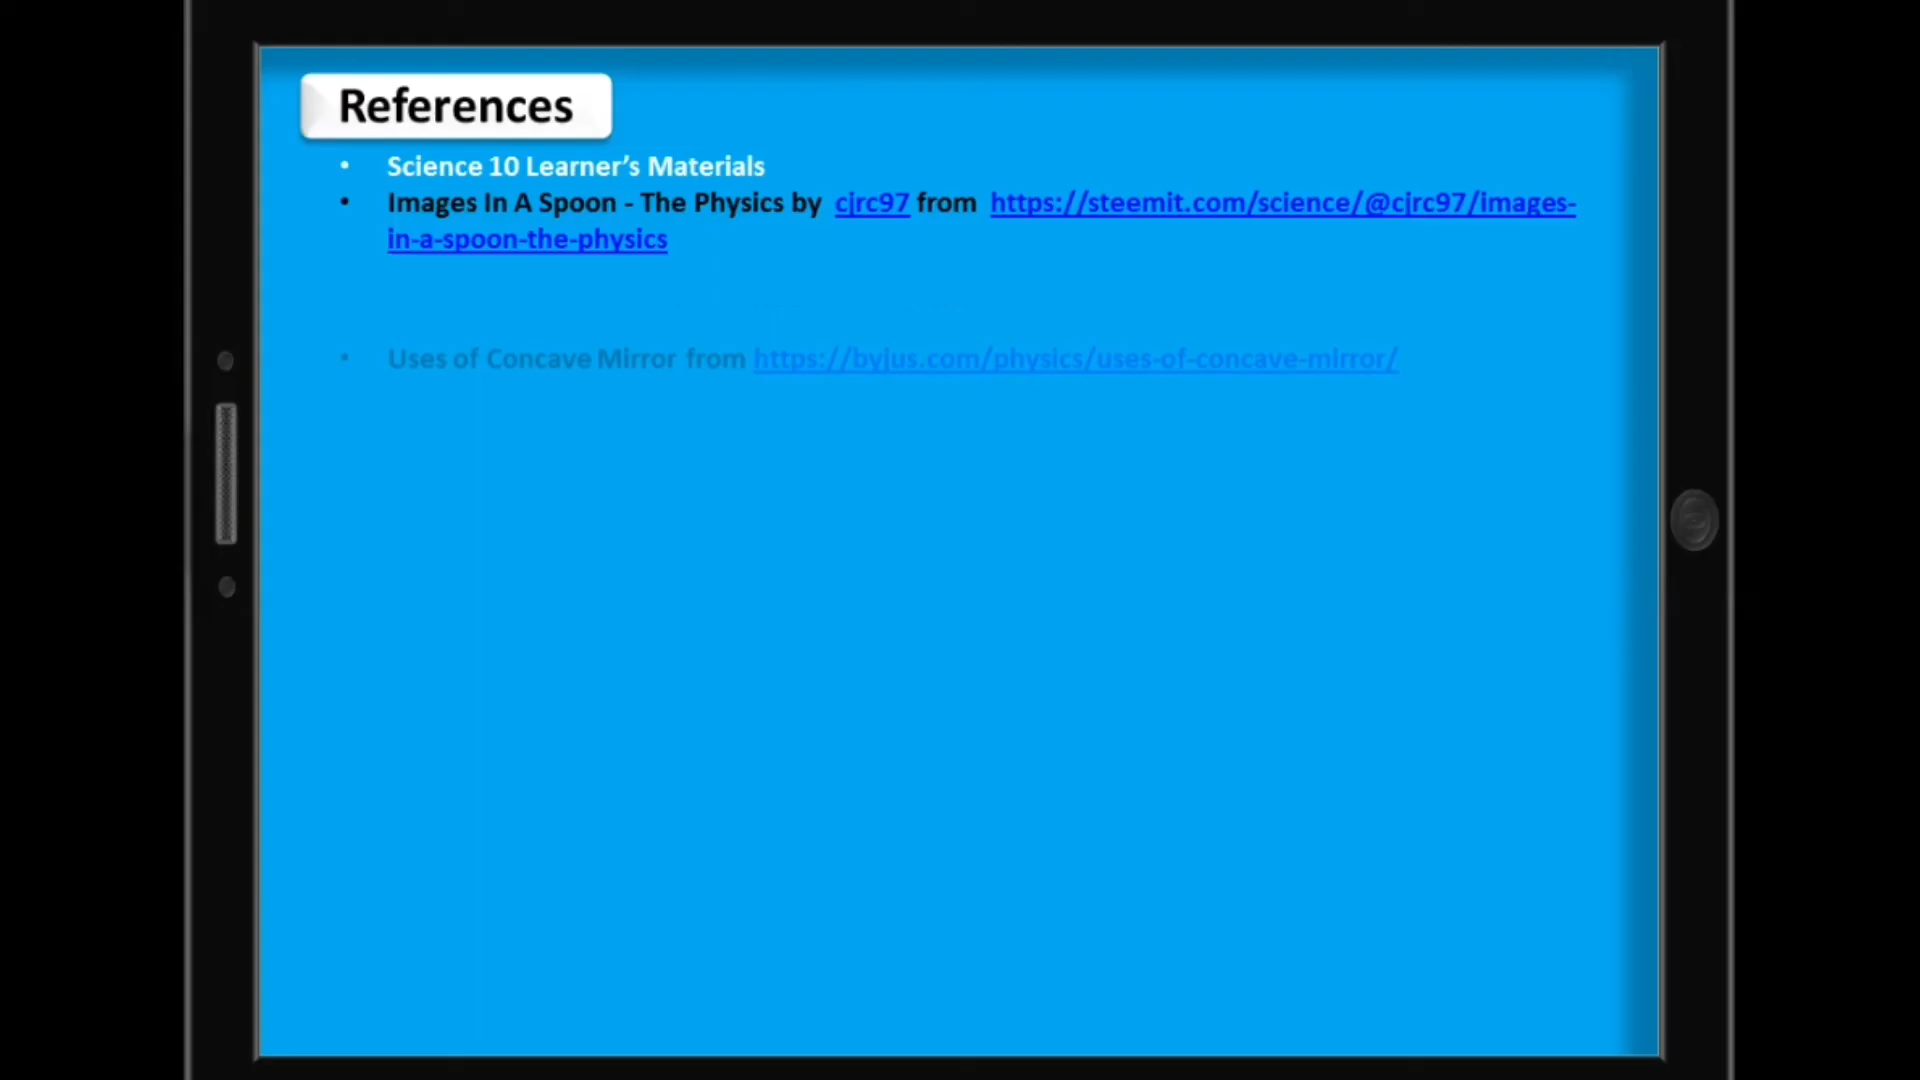 References
• Science 10 Learner’s Materials
• Images In A Spoon - The Physics by cjrc97 from https://steemit.com/science/@cjrc97/images-
in-a-spoon-the-physics
• Uses of Concave Mirror from https://byjus.com/physics/uses-of-concave-mirror/